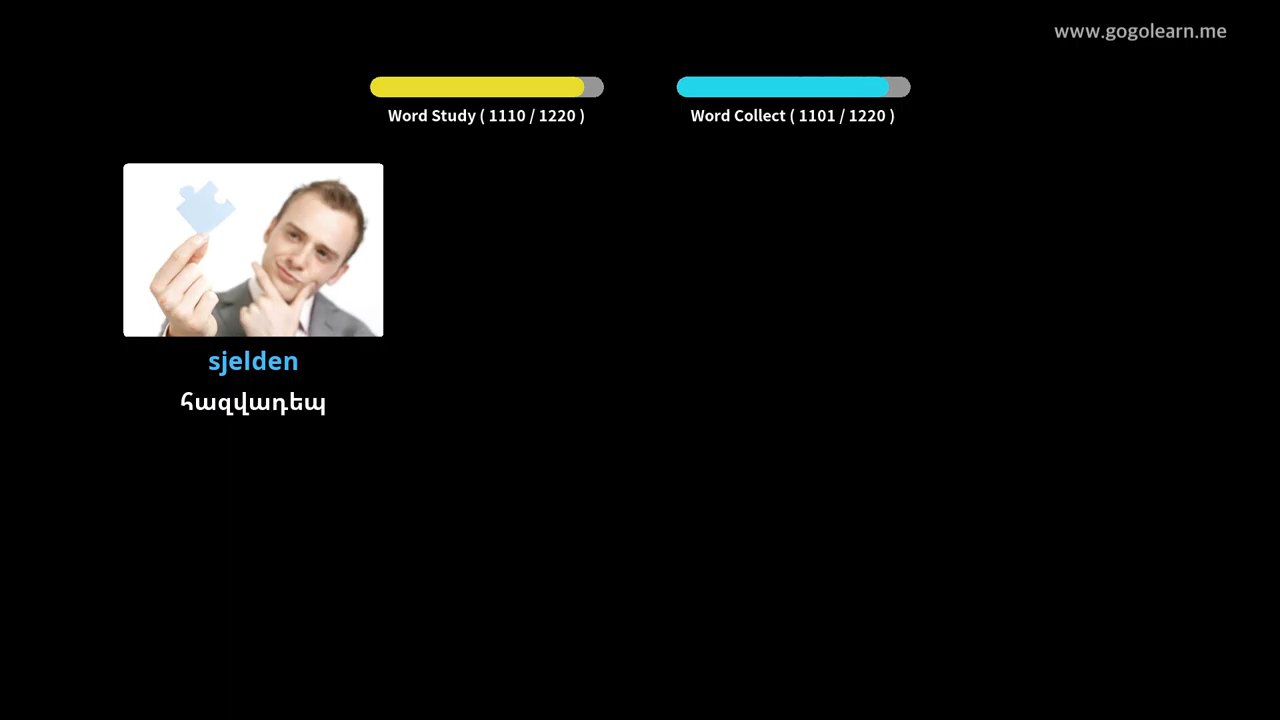 www.gogolearn.me
Word Study ( 1110 / 1220 )
Word Collect ( 1101 / 1220 )
sjelden
հազվադեպ